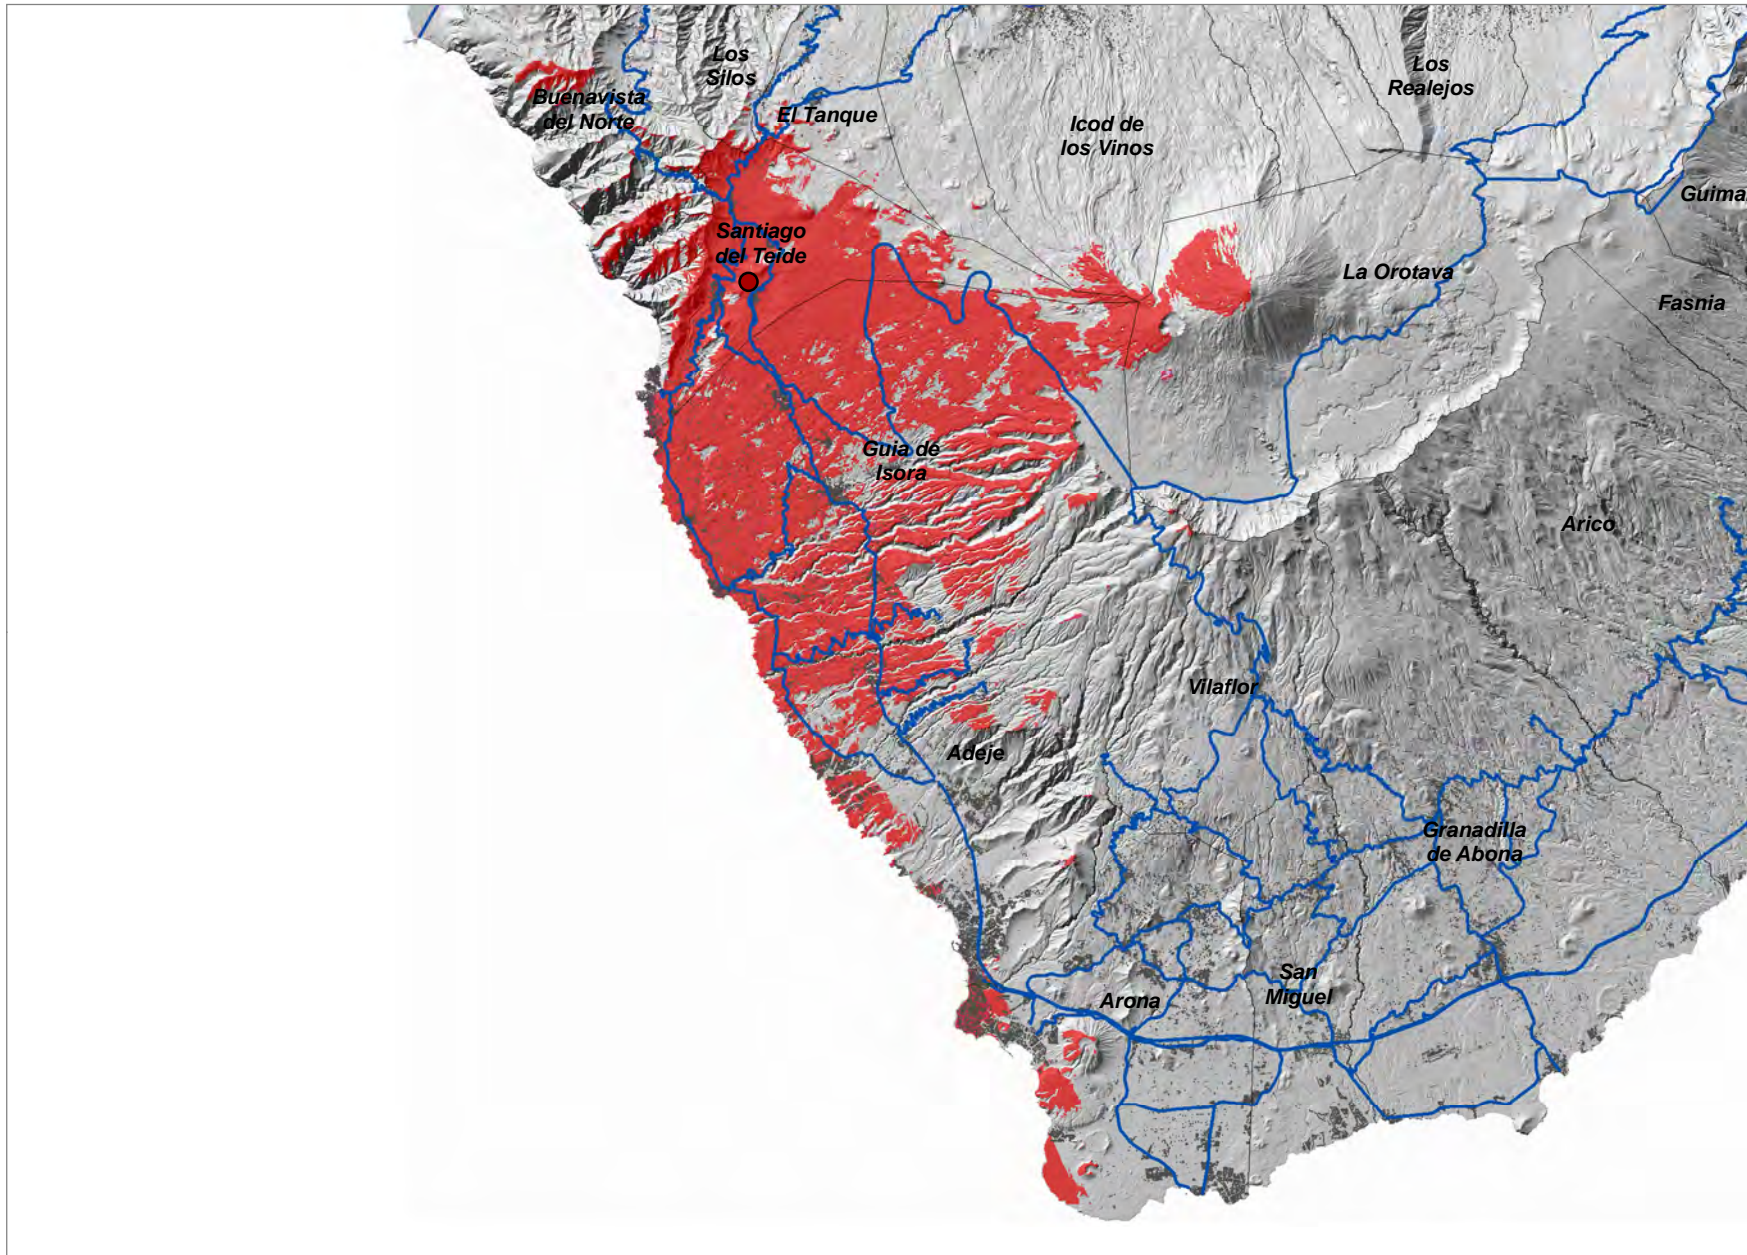 Los
Silos
Los
Realejos
Buenavista
del Norte
El Tanque
Icod de
los Vinos
Guima
Santiago
del Teide
La Orotava
Fasnia
Guia de
Isora
Arico
Vilaflor
Adeje
Granadilla
de Abona
San
Miguel
Arona